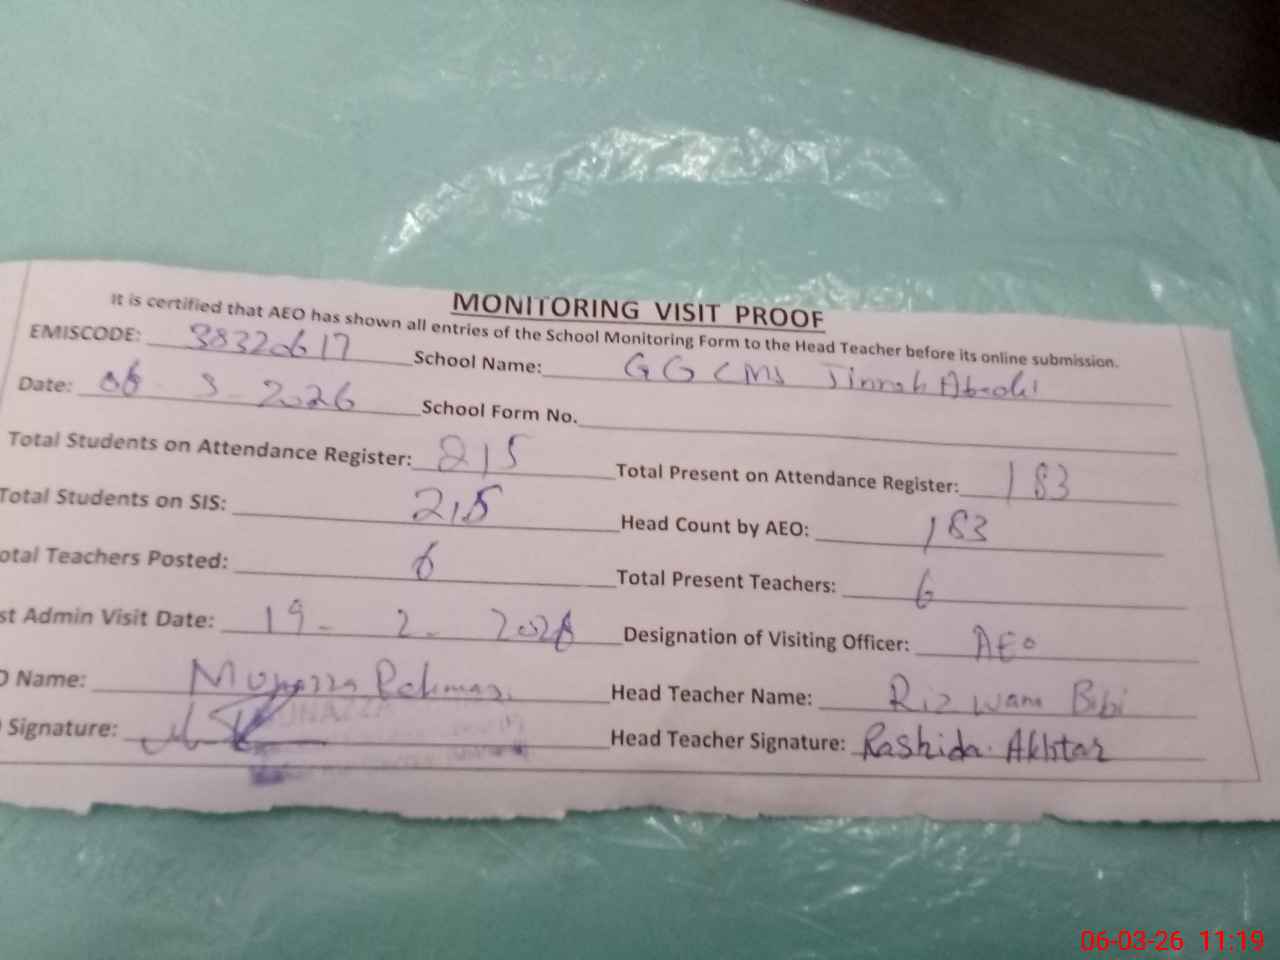 MONITORING VISIT PROOF
It is certified that AEO has shown all entries of the School Monitoring Form to the Head Teacher before its online submission.
EMISCODE: 38320617 School Name: GGCMS Jinnah Abadi
Date: 06-3-2026 School Form No.
Total Students on Attendance Register: 215 Total Present on Attendance Register: 183
Total Students on SIS: 215 Head Count by AEO: 183
otal Teachers Posted: 6 Total Present Teachers: 6
st Admin Visit Date: 19-2-2026 Designation of Visiting Officer: AEO
O Name: Munazza Rehman Head Teacher Name: Rizwana Bibi
Signature: Head Teacher Signature: Rashida Akhtar
06-03-26 11:19